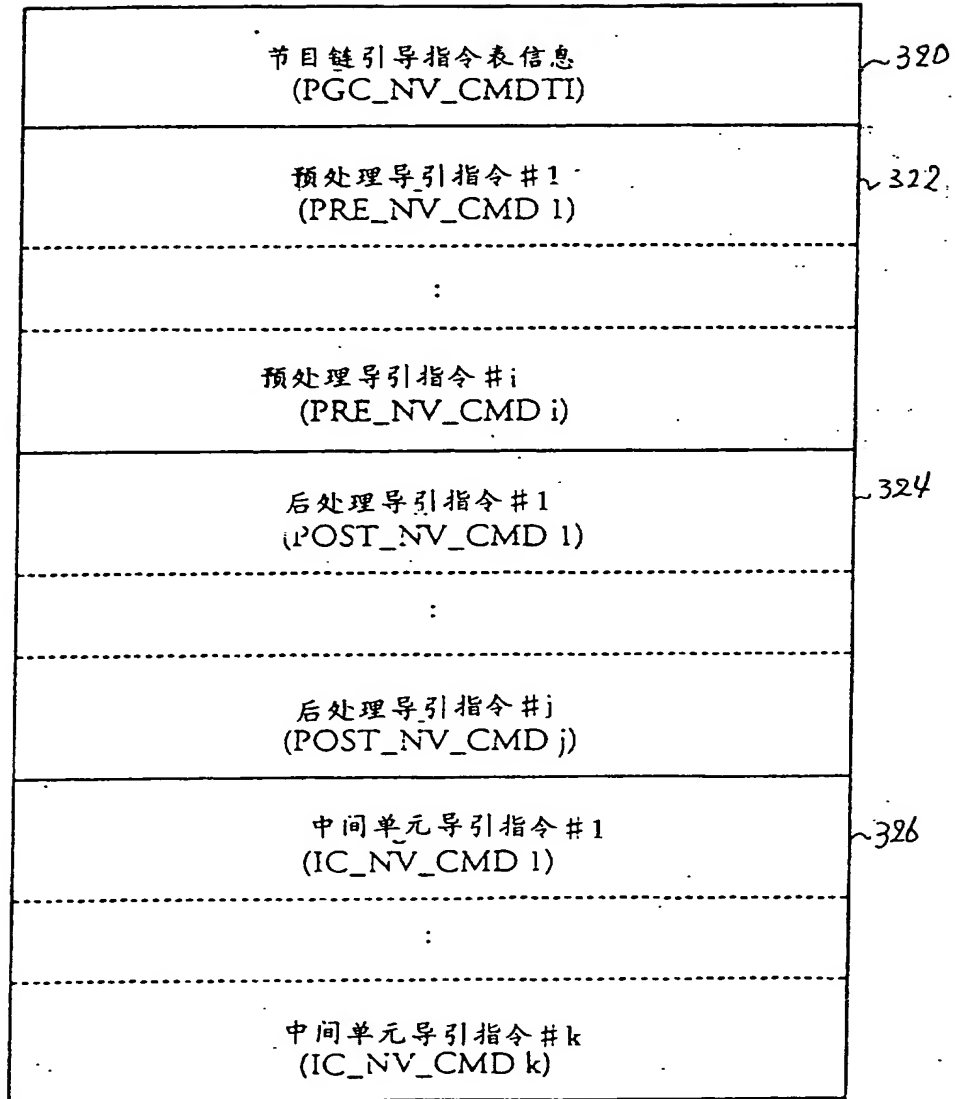 节目链引导指令表信息
(PGC_NV_CMDTI)
320
预处理导引指令#1
(PRE_NV_CMD 1)
322
:
预处理导引指令#i
(PRE_NV_CMD i)
后处理导引指令#1
(POST_NV_CMD 1)
324
:
后处理导引指令#j
(POST_NV_CMD j)
中间单元导引指令#1
(IC_NV_CMD 1)
326
:
中间单元导引指令#k
(IC_NV_CMD k)